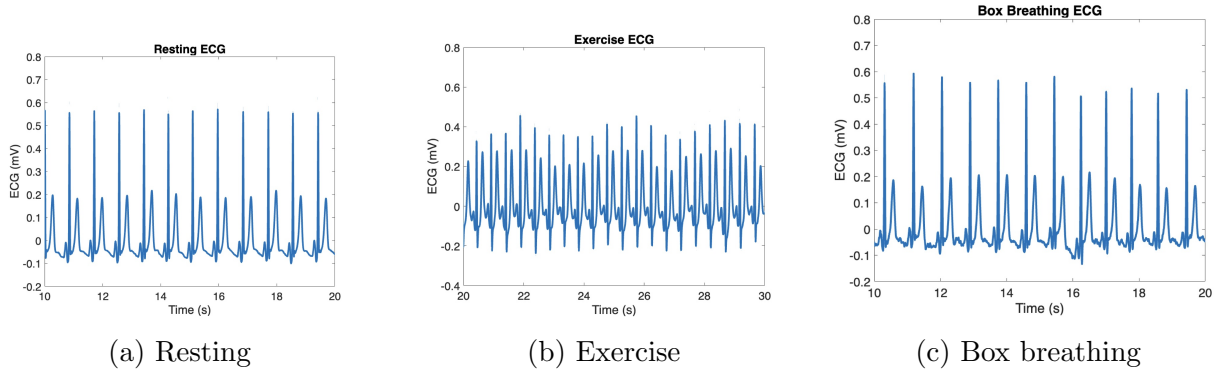 Resting ECG
0.8
0.7
0.6
0.5
0.4
0.3
0.2
0.1
0
-0.1
-0.2
ECG (mV)
10 12 14 16 18 20
Time (s)
(a) Resting
Exercise ECG
0.8
0.6
0.4
0.2
0
-0.2
-0.4
ECG (mV)
20 22 24 26 28 30
Time (s)
(b) Exercise
Box Breathing ECG
0.8
0.7
0.6
0.5
0.4
0.3
0.2
0.1
0
-0.1
-0.2
ECG (mV)
10 12 14 16 18 20
Time (s)
(c) Box breathing